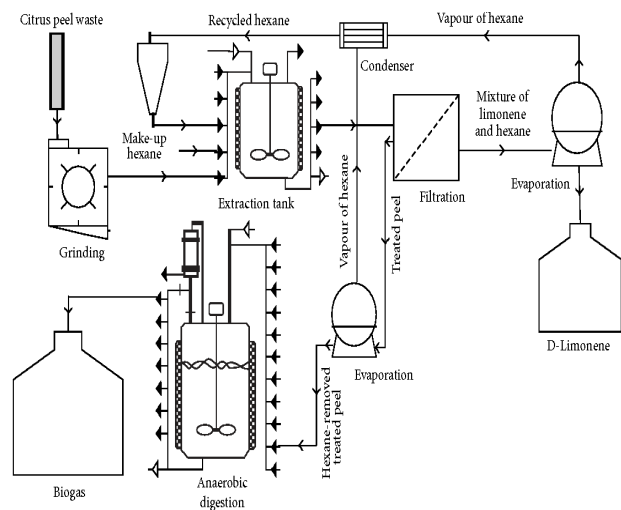 Citrus peel waste
Recycled hexane
Vapour of hexane
Condenser
Make-up
hexane
Mixture of
limonene
and hexane
Extraction tank
Filtration
Evaporation
Grinding
Vapour of hexane
Treated peel
D-Limonene
Evaporation
Hexane-removed
treated peel
Biogas
Anaerobic
digestion